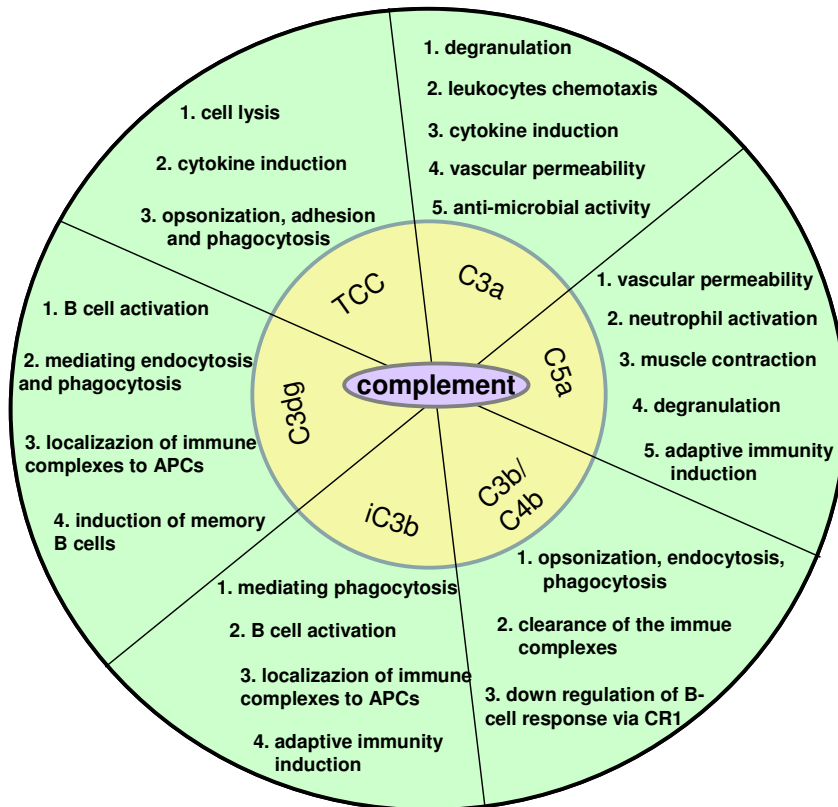 1. degranulation
2. leukocytes chemotaxis
3. cytokine induction
4. vascular permeability
5. anti-microbial activity
C3a
1. vascular permeability
2. neutrophil activation
3. muscle contraction
4. degranulation
5. adaptive immunity
induction
C5a
1. opsonization, endocytosis,
phagocytosis
2. clearance of the immue
complexes
3. down regulation of B-
cell response via CR1
C3b/
C4b
1. mediating phagocytosis
2. B cell activation
3. localizazion of immune
complexes to APCs
4. adaptive immunity
induction
iC3b
1. B cell activation
2. mediating endocytosis
and phagocytosis
3. localizazion of immune
complexes to APCs
4. induction of memory
B cells
C3dg
1. cell lysis
2. cytokine induction
3. opsonization, adhesion
and phagocytosis
TCC
complement